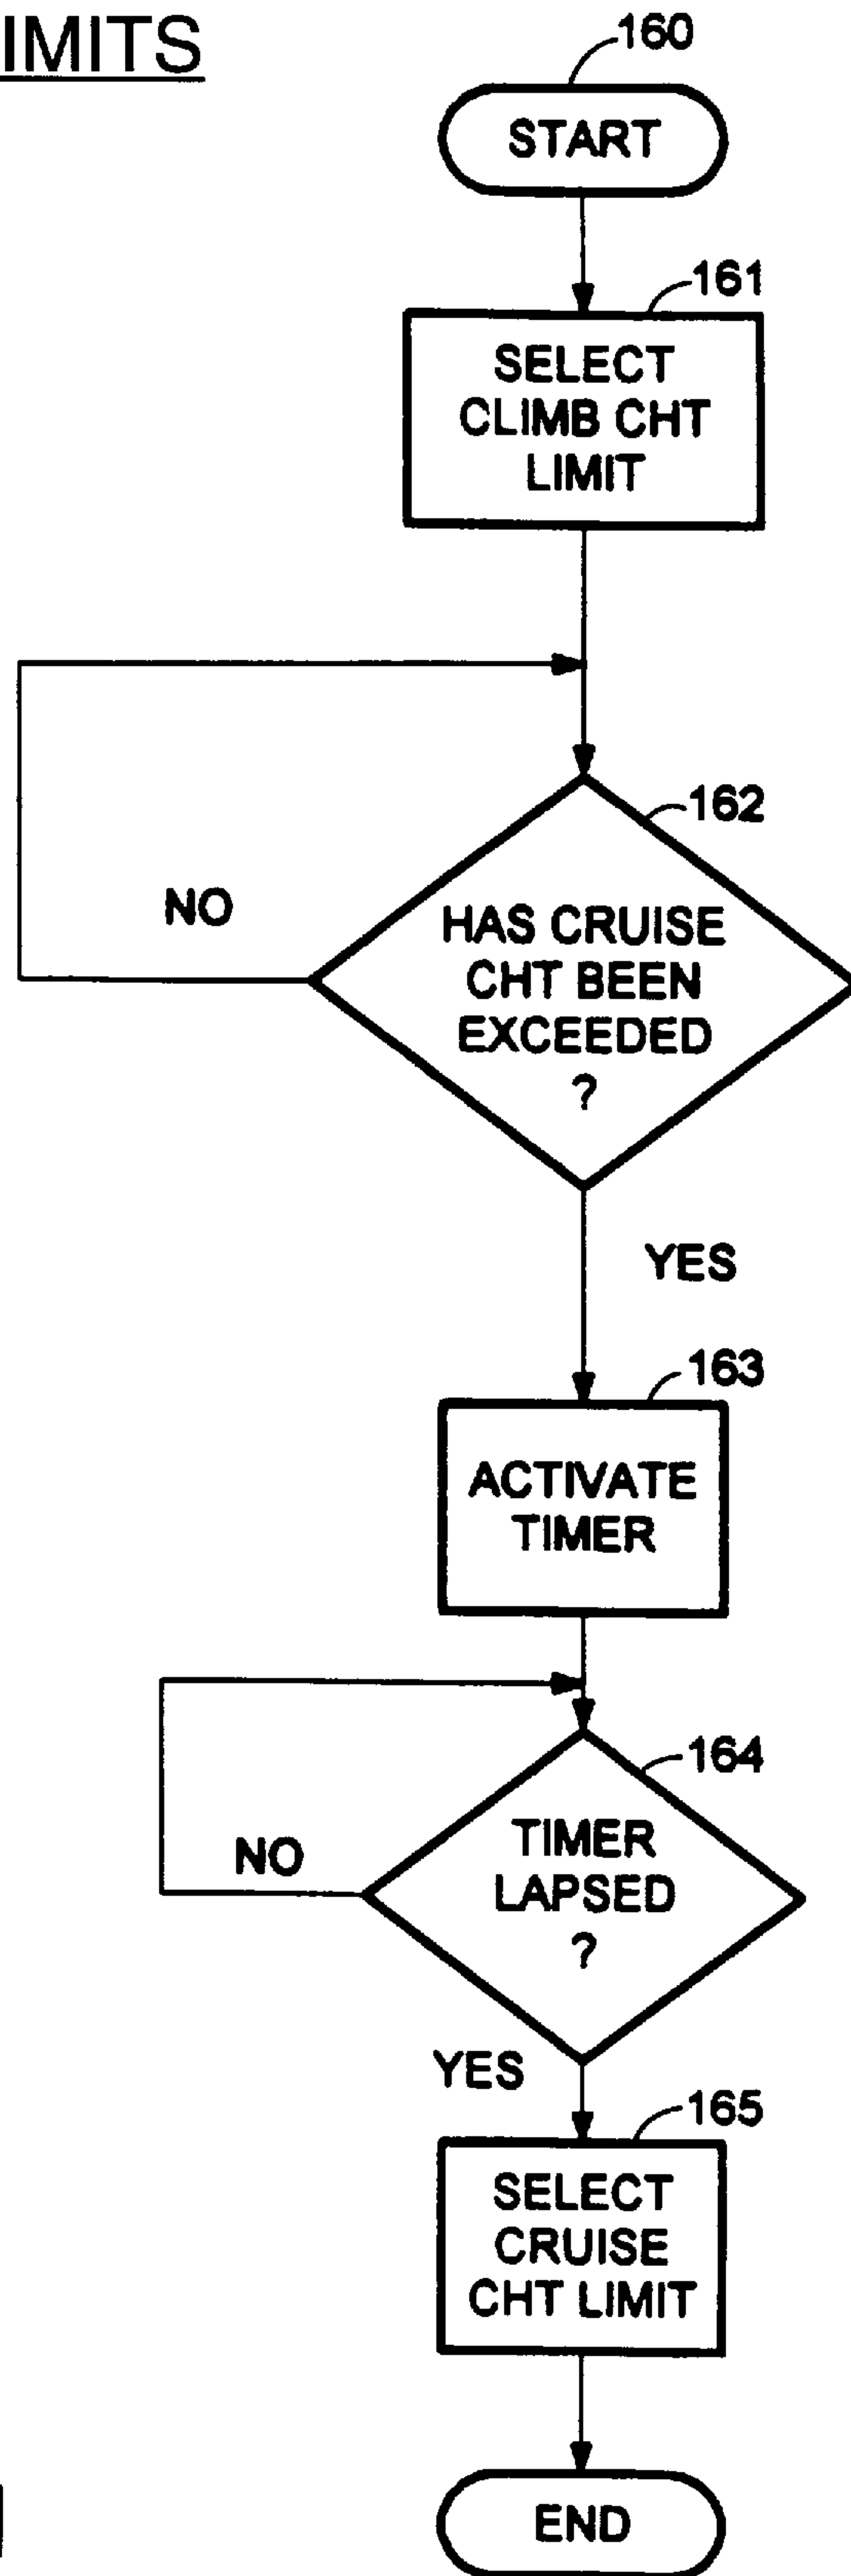 IMITS
160
START
161
SELECT
CLIMB CHT
LIMIT
162
NO
HAS CRUISE
CHT BEEN
EXCEEDED
?
YES
163
ACTIVATE
TIMER
164
NO
TIMER
LAPSED
?
YES
165
SELECT
CRUISE
CHT LIMIT
END